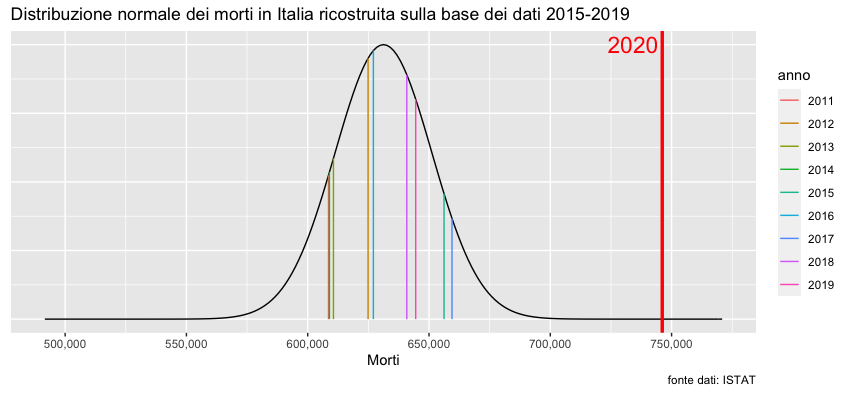 Distribuzione normale dei morti in Italia ricostruita sulla base dei dati 2015-2019
2020
anno
2011
2012
2013
2014
2015
2016
2017
2018
2019
500,000 550,000 600,000 650,000 700,000 750,000
Morti
fonte dati: ISTAT